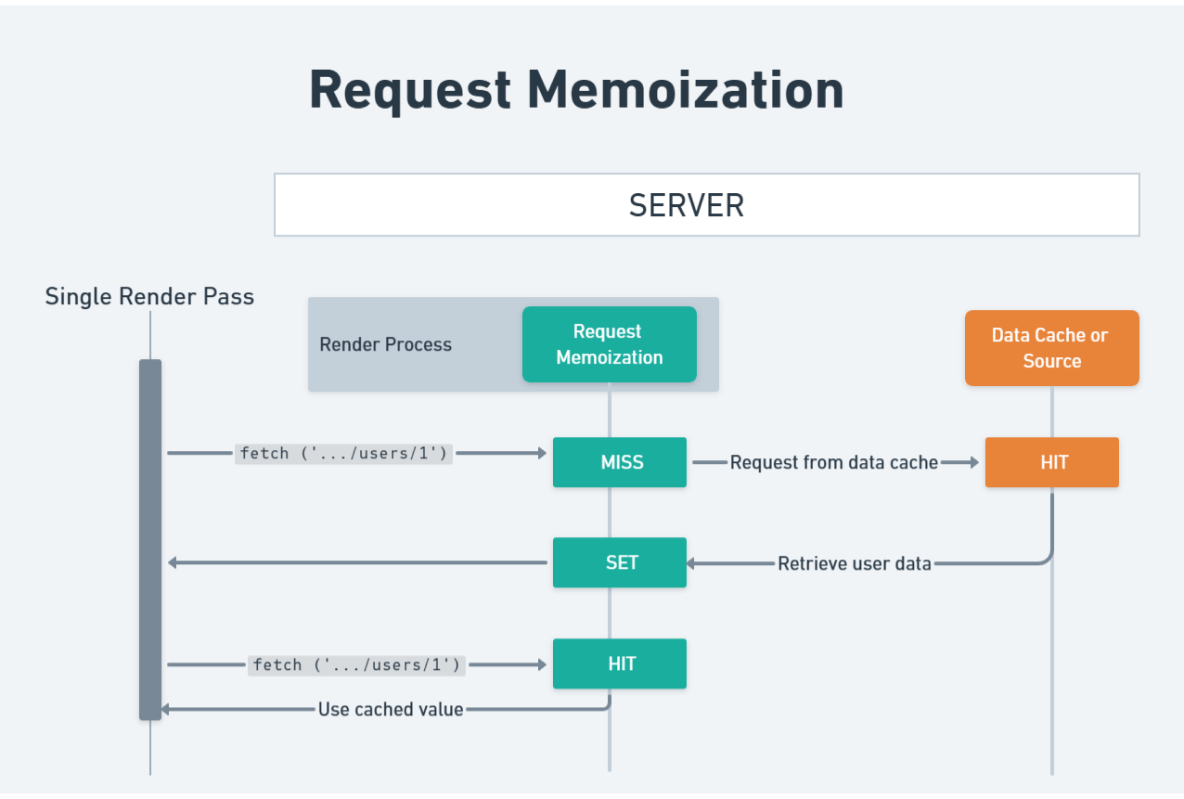 Request Memoization
SERVER
Single Render Pass
Render Process
Request
Memoization
Data Cache or
Source
fetch ('.../users/1')
MISS
Request from data cache
HIT
SET
Retrieve user data
fetch ('.../users/1')
HIT
Use cached value